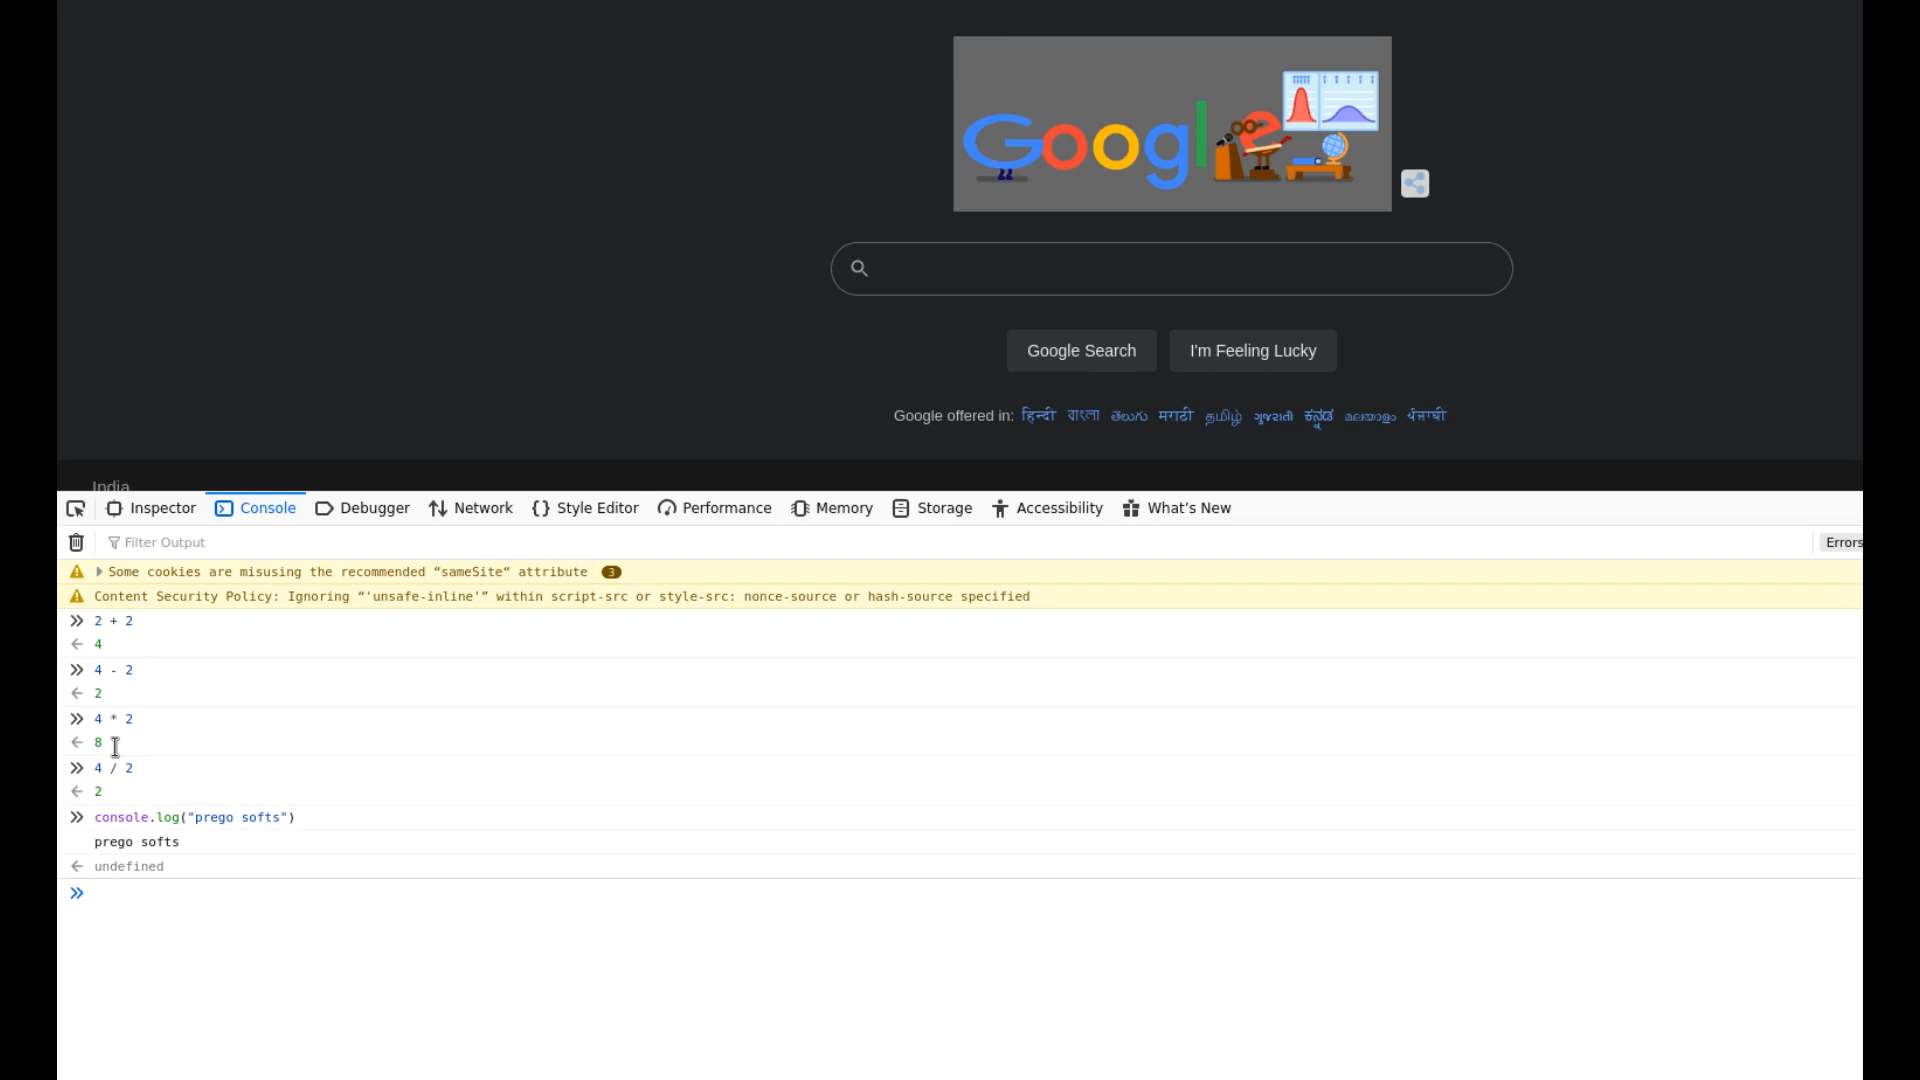 Google
Google Search I'm Feeling Lucky
Google offered in: हिन्दी বাংলা తెలుగు मराठी தமிழ் ગુજરાતી ಕನ್ನಡ മലയാളം ਪੰਜਾਬੀ
India
Inspector Console Debugger Network Style Editor Performance Memory Storage Accessibility What's New
Filter Output Errors
Some cookies are misusing the recommended “sameSite“ attribute 3
Content Security Policy: Ignoring “'unsafe-inline'” within script-src or style-src: nonce-source or hash-source specified
2 + 2
4
4 - 2
2
4 * 2
8
4 / 2
2
console.log("prego softs")
prego softs
undefined